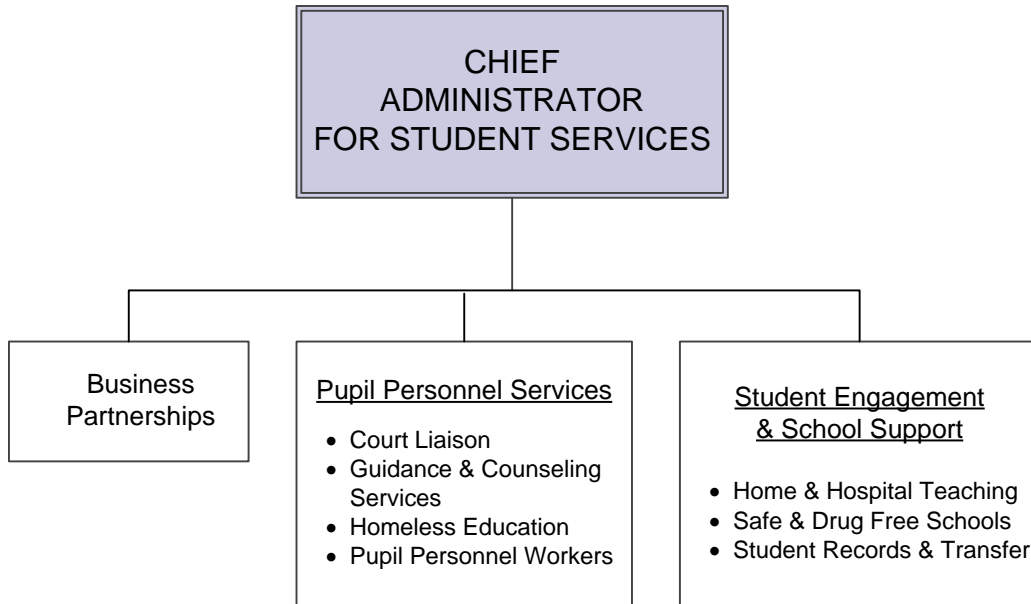 CHIEF
ADMINISTRATOR
FOR STUDENT SERVICES
Business
Partnerships
Pupil Personnel Services
• Court Liaison
• Guidance & Counseling
Services
• Homeless Education
• Pupil Personnel Workers
Student Engagement
& School Support
• Home & Hospital Teaching
• Safe & Drug Free Schools
• Student Records & Transfer